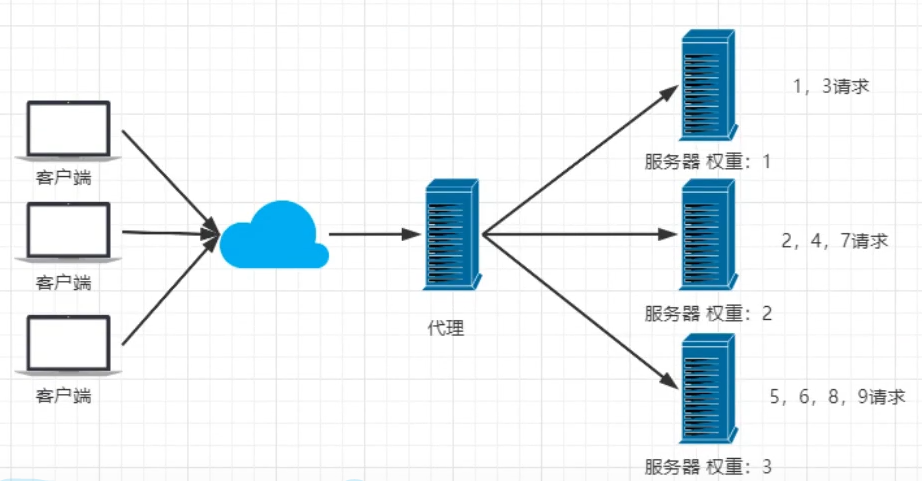 客户端
客户端
客户端
代理
1，3请求
服务器 权重：1
2，4，7请求
服务器 权重：2
5，6，8，9请求
服务器 权重：3